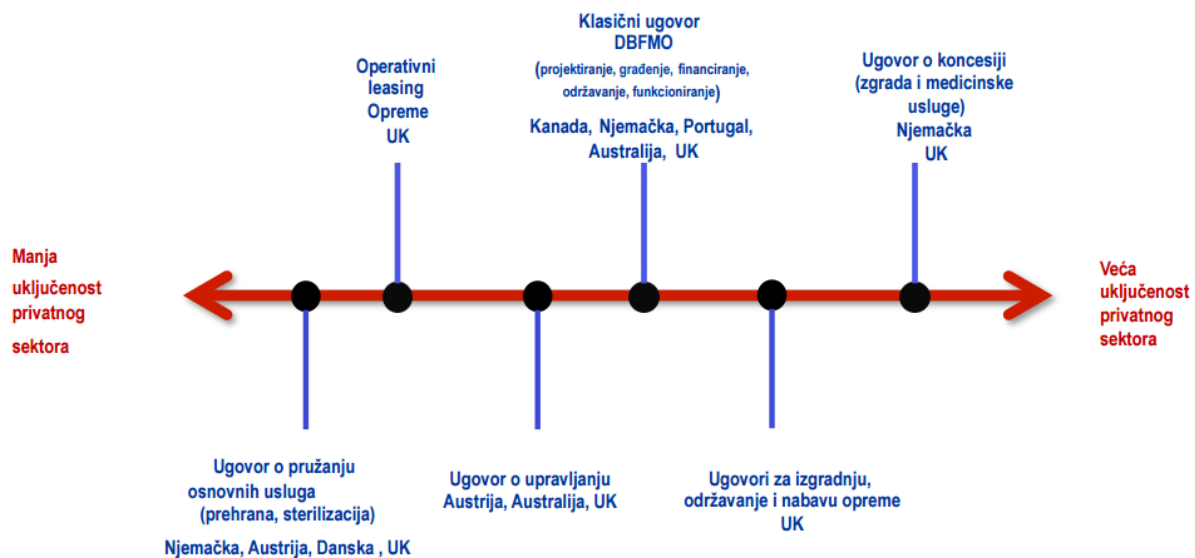 Klasični ugovor
DBFMO
(projektiranje, građenje, financiranje,
održavanje, funkcioniranje)
Kanada, Njemačka, Portugal,
Australija, UK
Operativni
leasing
Opreme
UK
Ugovor o koncesiji
(zgrada i medicinske
usluge)
Njemačka
UK
Manja
uključenost
privatnog
sektora
Veća
uključenost
privatnog
sektora
Ugovor o pružanju
osnovnih usluga
(prehrana, sterilizacija)
Njemačka, Austrija, Danska , UK
Ugovor o upravljanju
Austrija, Australija, UK
Ugovori za izgradnju,
održavanje i nabavu opreme
UK